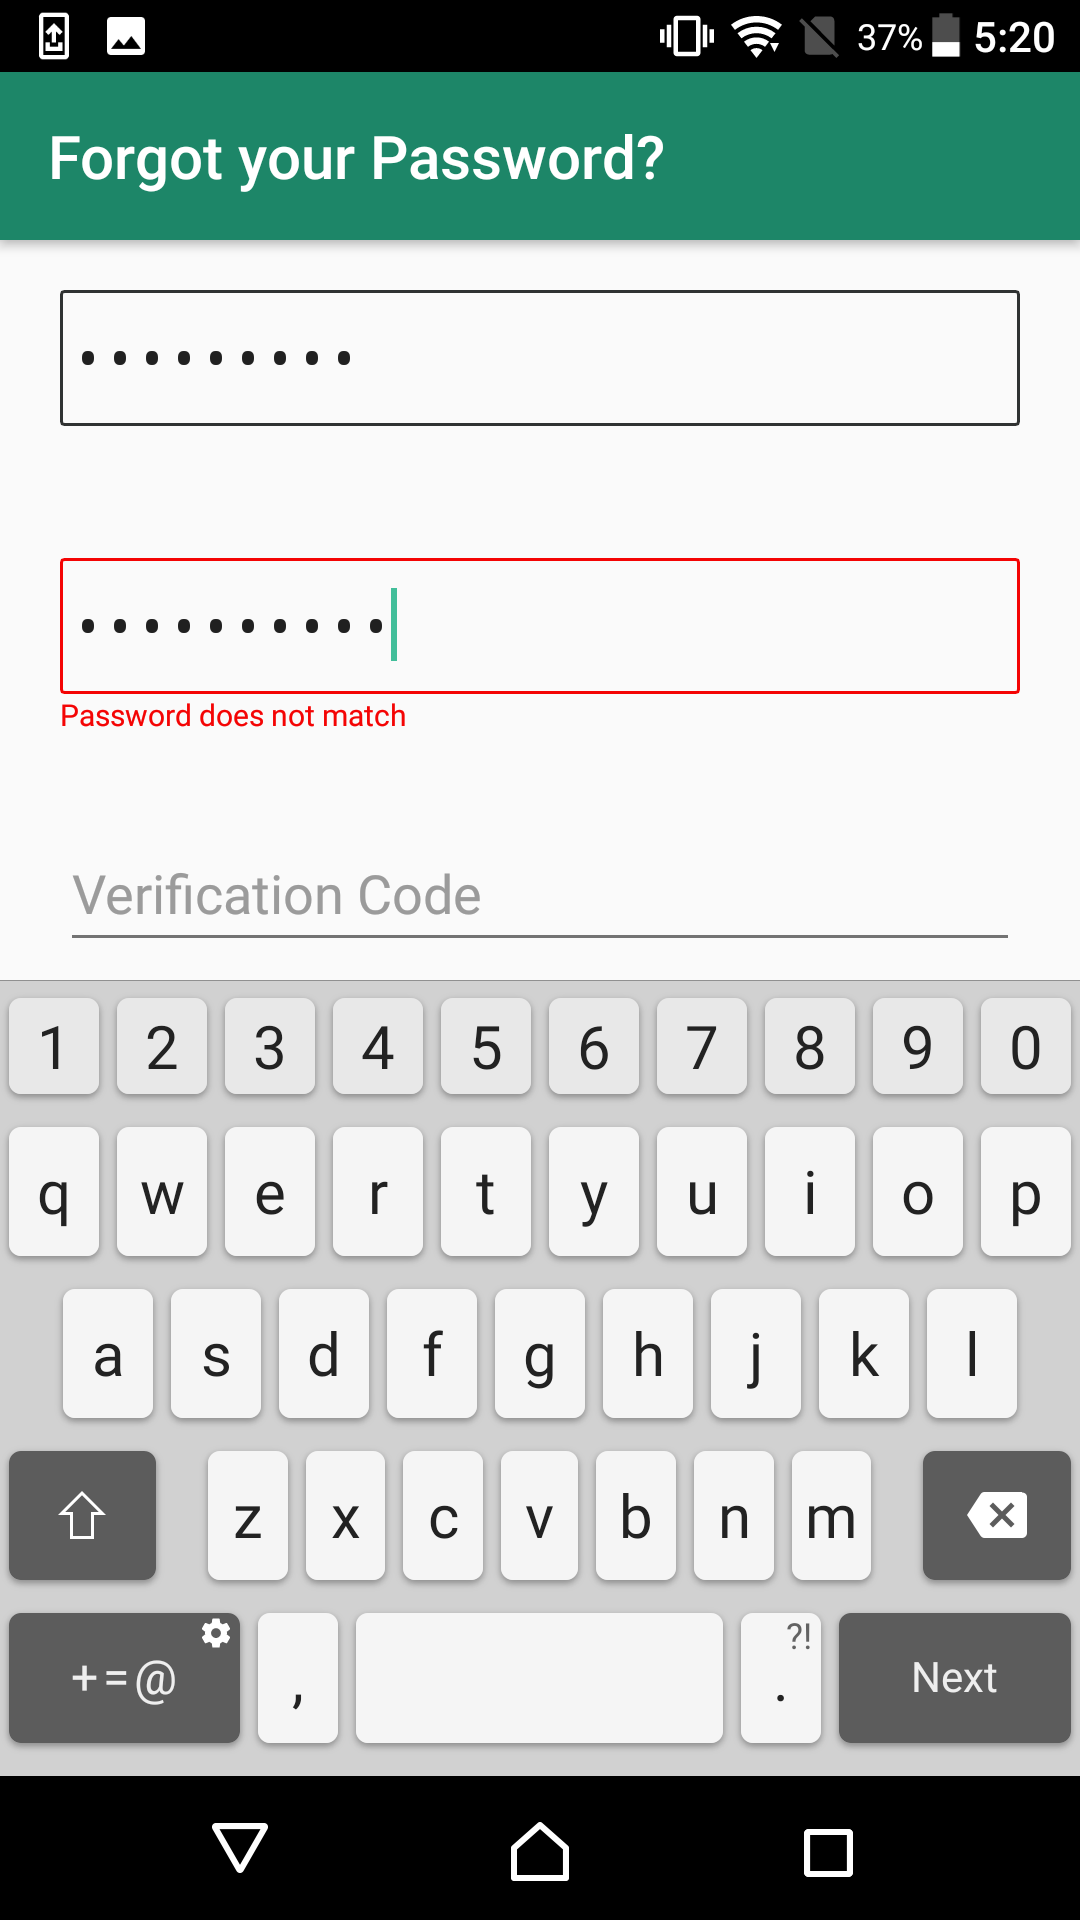 37% 5:20
Forgot your Password?
•••••••••
••••••••••
Password does not match
Verification Code
1 2 3 4 5 6 7 8 9 0
q w e r t y u i o p
a s d f g h j k l
z x c v b n m
+=@ , . ?! Next